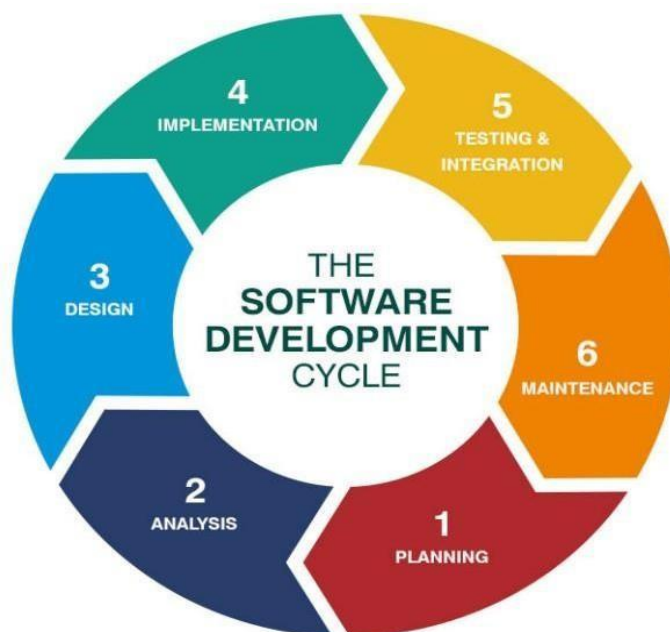 THE
SOFTWARE
DEVELOPMENT
CYCLE
1
PLANNING
2
ANALYSIS
3
DESIGN
4
IMPLEMENTATION
5
TESTING &
INTEGRATION
6
MAINTENANCE